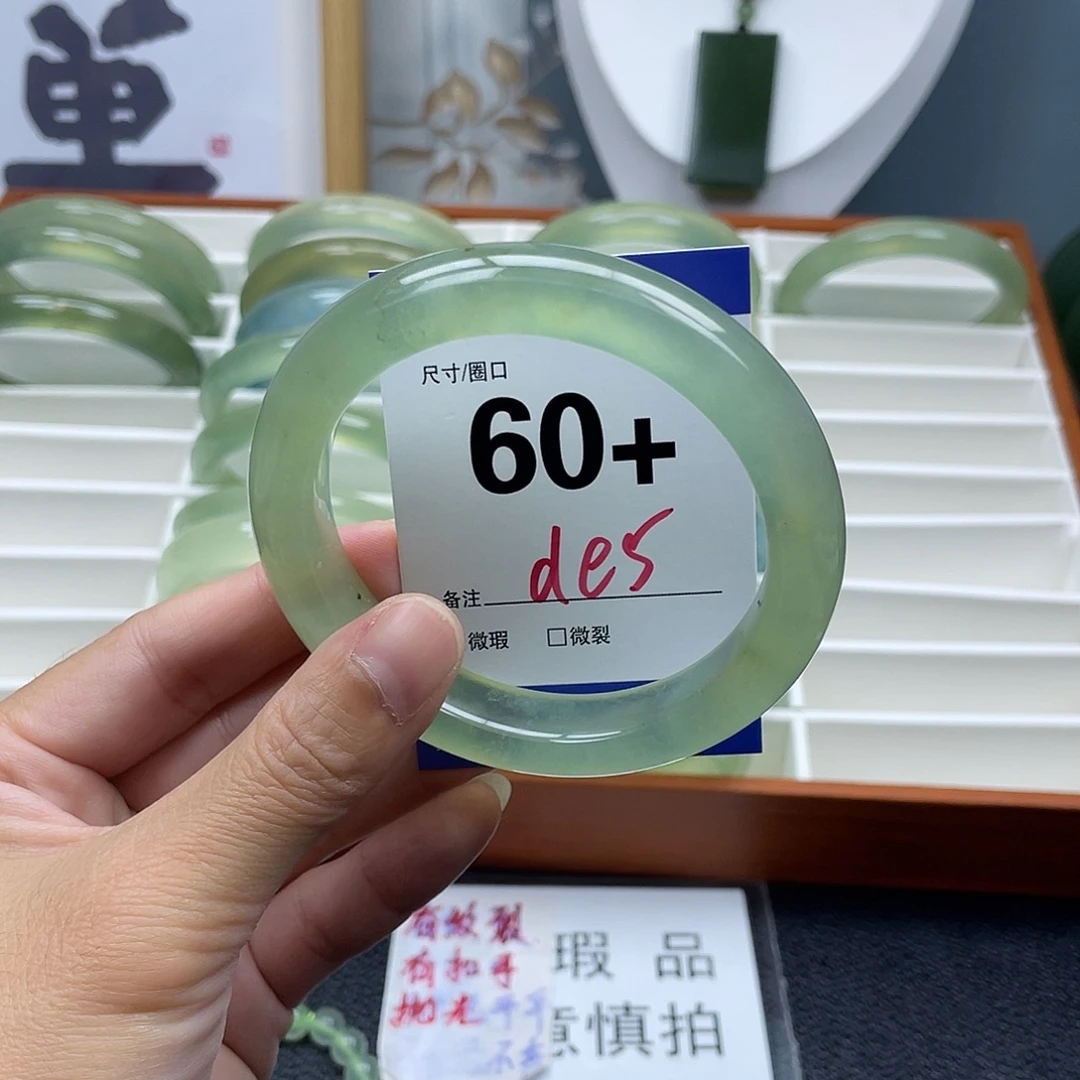 尺寸/圈口
60+
des
备注
微瑕 □微裂
有纹裂
有扣手
抛光
瑕 品
意慎拍